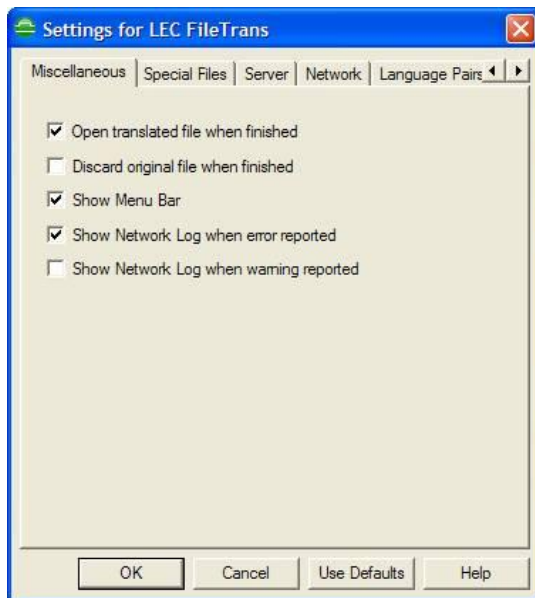 Settings for LEC FileTrans
Miscellaneous Special Files Server Network Language Pairs
Open translated file when finished
Discard original file when finished
Show Menu Bar
Show Network Log when error reported
Show Network Log when warning reported
OK Cancel Use Defaults Help